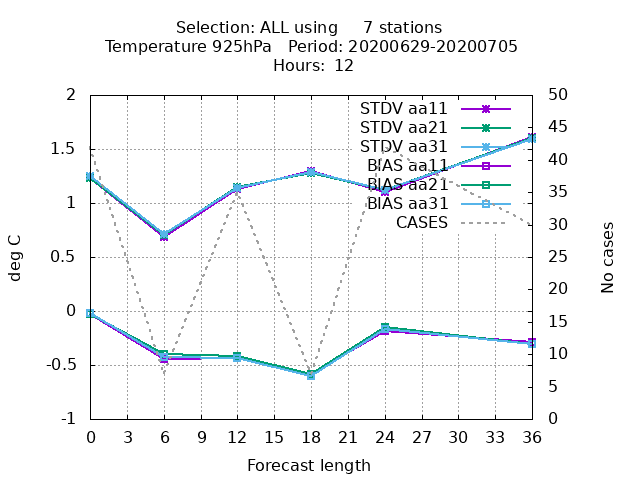 Selection: ALL using     7 stations
Temperature 925hPa   Period: 20200629-20200705
Hours: 12
2
1.5
1
0.5
0
-0.5
-1
deg C
50
45
40
35
30
25
20
15
10
5
0
No cases
STDV aa11
STDV aa21
STDV aa31
BIAS aa11
BIAS aa21
BIAS aa31
CASES
0 3 6 9 12 15 18 21 24 27 30 33 36
Forecast length